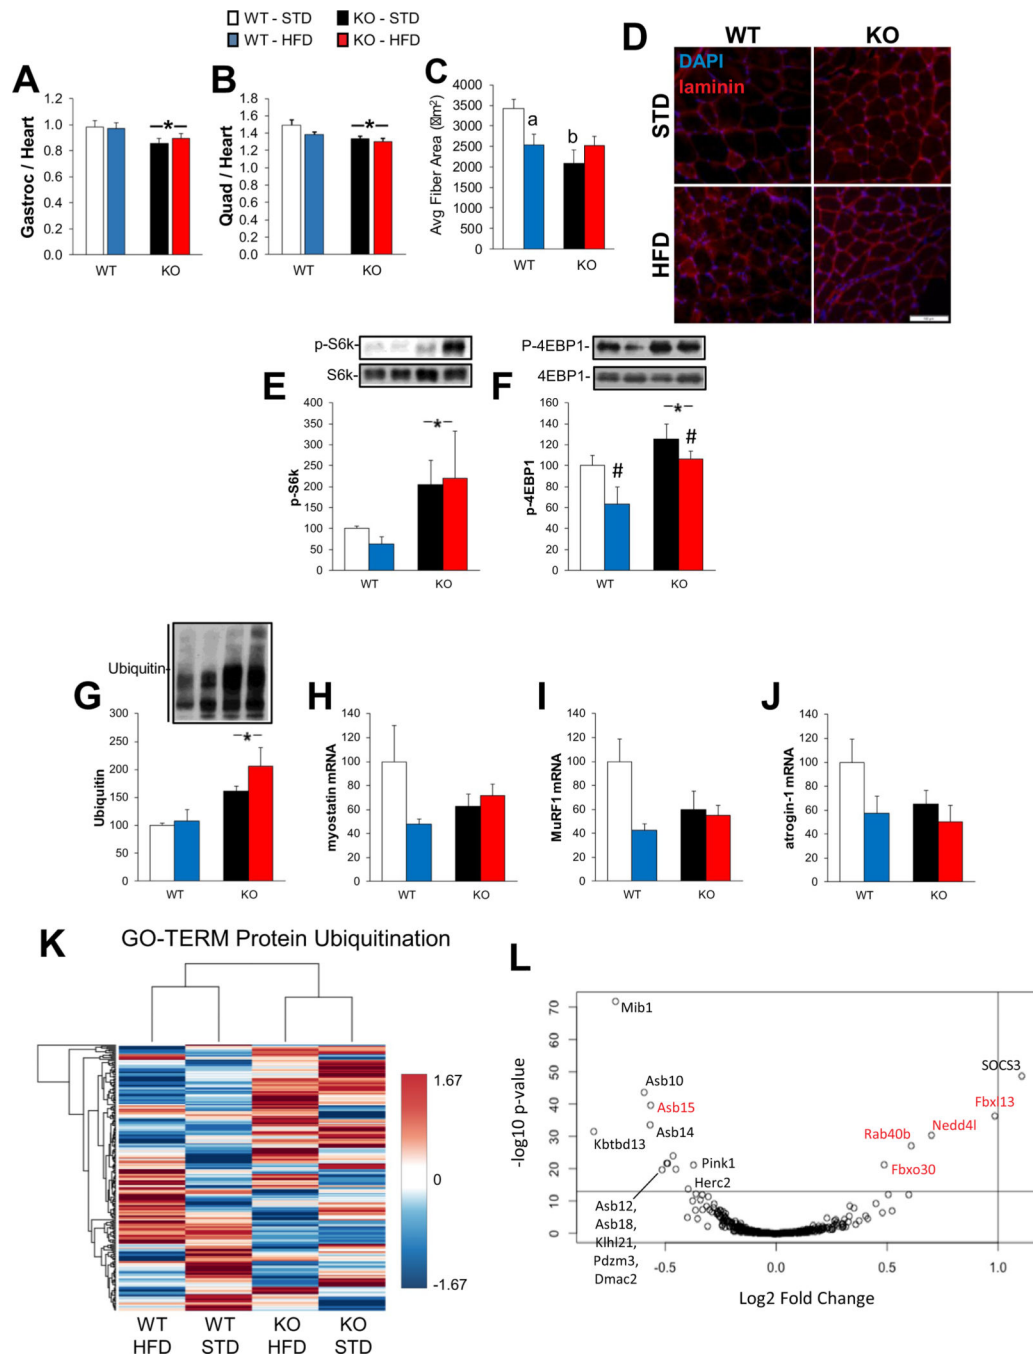 WT - STD KO - STD
WT - HFD KO - HFD
A
Gastroc / Heart
1.2
1.0
0.8
0.6
0.4
0.2
0.0
*
WT KO
B
Quad / Heart
1.8
1.6
1.4
1.2
1.0
0.8
0.6
0.4
0.2
0.0
*
WT KO
C
Avg Fiber Area (▯m²)
4000
3500
3000
2500
2000
1500
1000
500
0
a
b
WT KO
D
WT KO
DAPI
laminin
STD
HFD
p-S6k-
S6k-
E
p-S6k
400
350
300
250
200
150
100
50
0
*
WT KO
P-4EBP1-
4EBP1-
F
p-4EBP1
160
140
120
100
80
60
40
20
0
*
#
#
WT KO
Ubiquitin-
G
Ubiquitin
300
250
200
150
100
50
0
*
WT KO
H
myostatin mRNA
140
120
100
80
60
40
20
0
WT KO
I
MuRF1 mRNA
140
120
100
80
60
40
20
0
WT KO
J
atrogin-1 mRNA
140
120
100
80
60
40
20
0
WT KO
K
GO-TERM Protein Ubiquitination
1.67
0
-1.67
WT WT KO KO
HFD STD HFD STD
L
-log10 p-value
70
60
50
40
30
20
10
0
Mib1
SOCS3
Asb10
Asb15
Fbxl13
Asb14
Nedd4l
Kbtbd13
Rab40b
Pink1
Fbxo30
Herc2
Asb12,
Asb18,
Klhl21,
Pdzm3,
Dmac2
-0.5 0.0 0.5 1.0
Log2 Fold Change